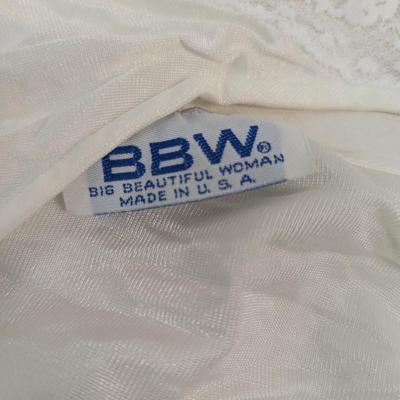 BBW®
BIG BEAUTIFUL WOMAN
MADE IN U. S. A.